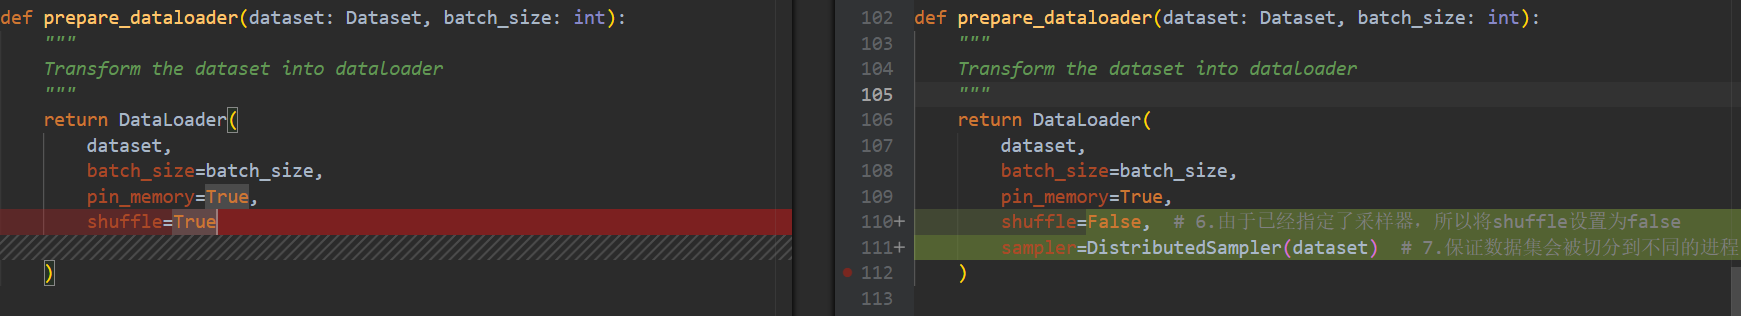 def prepare_dataloader(dataset: Dataset, batch_size: int):
"""
Transform the dataset into dataloader
"""
return DataLoader(
dataset,
batch_size=batch_size,
pin_memory=True,
shuffle=True
)
102 def prepare_dataloader(dataset: Dataset, batch_size: int):
103 """
104 Transform the dataset into dataloader
105 """
106 return DataLoader(
107 dataset,
108 batch_size=batch_size,
109 pin_memory=True,
110+ shuffle=False, # 6.由于已经指定了采样器，所以将shuffle设置为false
111+ sampler=DistributedSampler(dataset) # 7.保证数据集会被切分到不同的进程
112 )
113